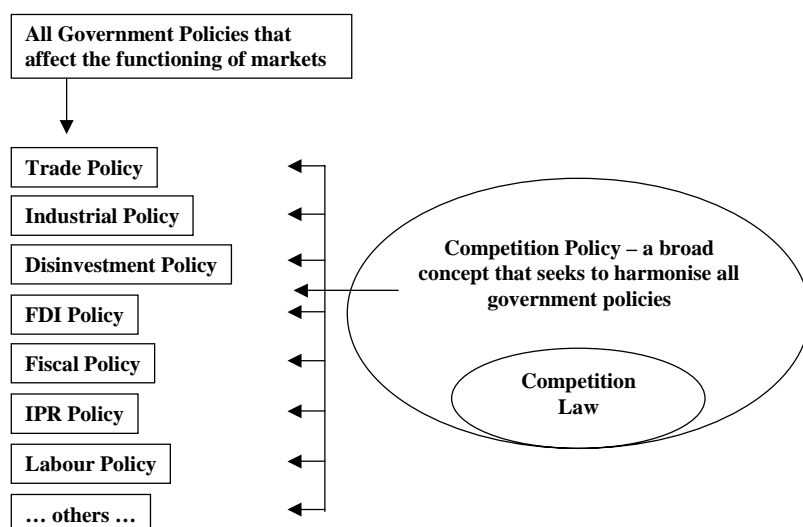 All Government Policies that
affect the functioning of markets
Trade Policy
Industrial Policy
Disinvestment Policy
FDI Policy
Fiscal Policy
IPR Policy
Labour Policy
… others …
Competition Policy – a broad
concept that seeks to harmonise all
government policies
Competition
Law